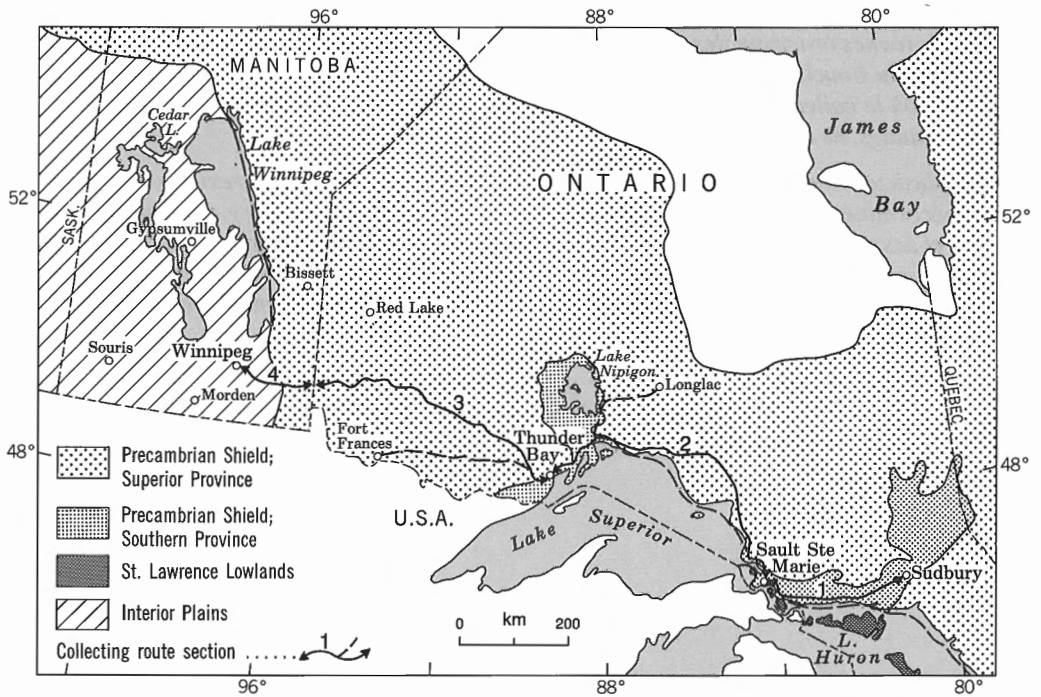 96°
88°
80°
MANITOBA
Cedar
L.
Lake
Winnipeg
ONTARIO
James
Bay
52°
52°
SASK.
Gypsumville
Bissett
Red Lake
Souris
Winnipeg
4
Morden
3
Lake
Nipigon
Longlac
QUEBEC
Fort
Frances
Thunder
Bay
2
48°
48°
U.S.A.
Lake Superior
Sault Ste
Marie
1
Sudbury
L.
Huron
Precambrian Shield;
Superior Province
Precambrian Shield;
Southern Province
St. Lawrence Lowlands
Interior Plains
Collecting route section ...... 1
0 km 200
96°
88°
80°